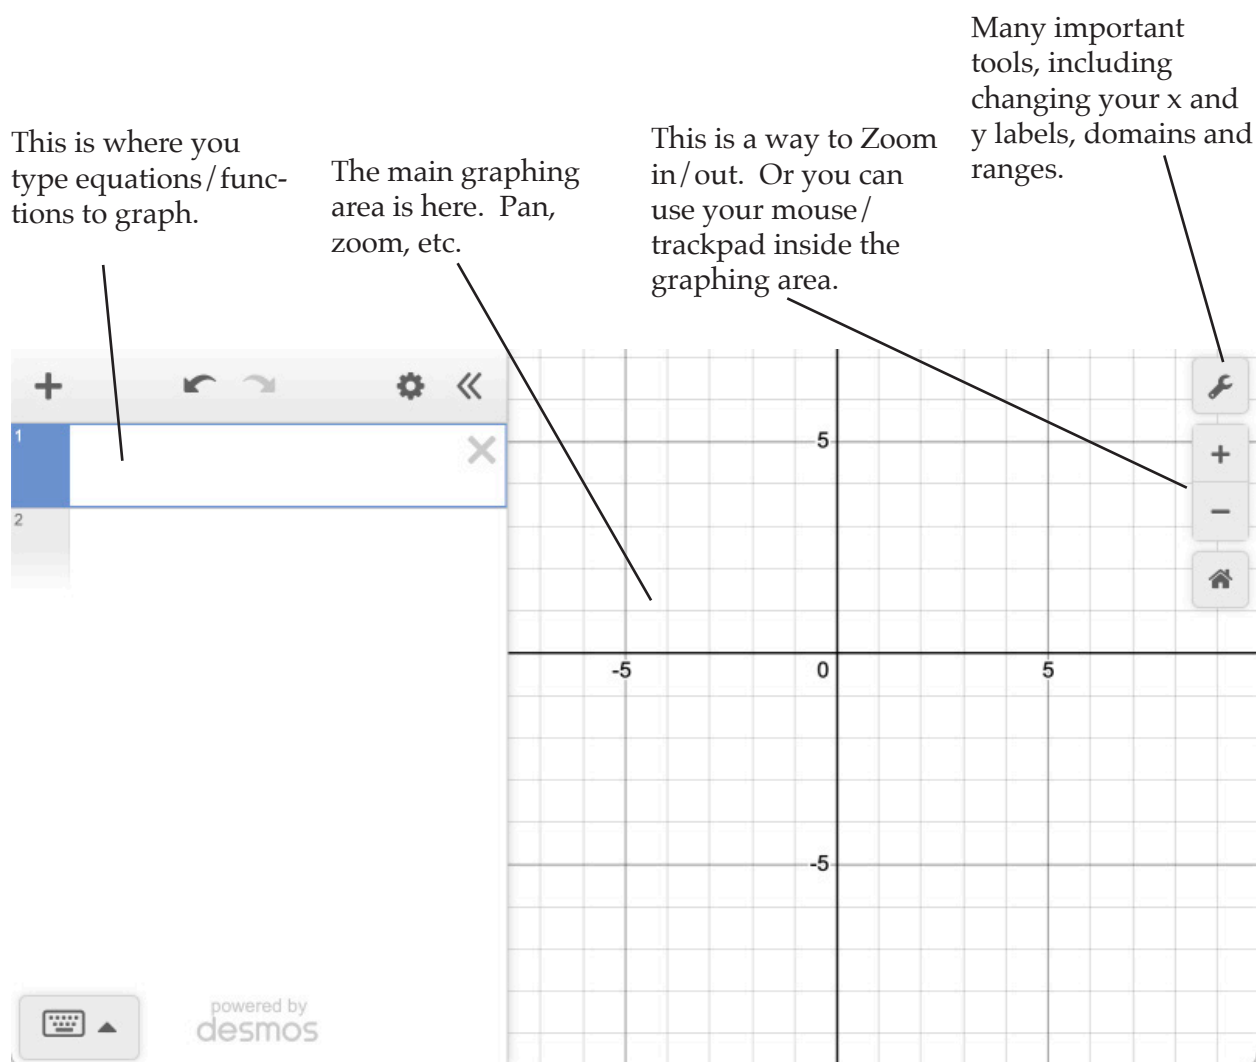 Many important
tools, including
changing your x and
y labels, domains and
ranges.
This is where you
type equations/func-
tions to graph.
The main graphing
area is here.  Pan,
zoom, etc.
This is a way to Zoom
in/out.  Or you can
use your mouse/
trackpad inside the
graphing area.
1
2
5
-5
0
5
-5
powered by
desmos